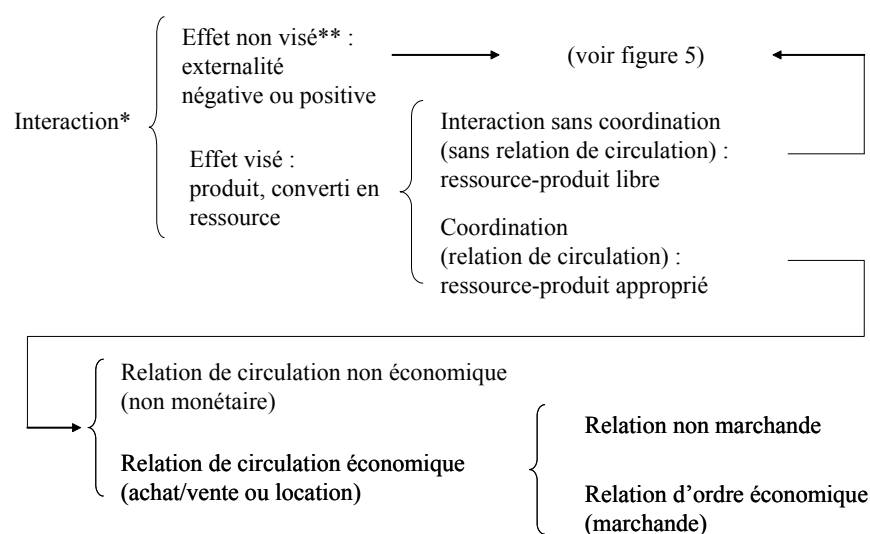 Effet non visé** :
externalité
négative ou positive
(voir figure 5)
Interaction*
Effet visé :
produit, converti en
ressource
Interaction sans coordination
(sans relation de circulation) :
ressource-produit libre
Coordination
(relation de circulation) :
ressource-produit approprié
Relation de circulation non économique
(non monétaire)
Relation de circulation économique
(achat/vente ou location)
Relation non marchande
Relation d’ordre économique
(marchande)